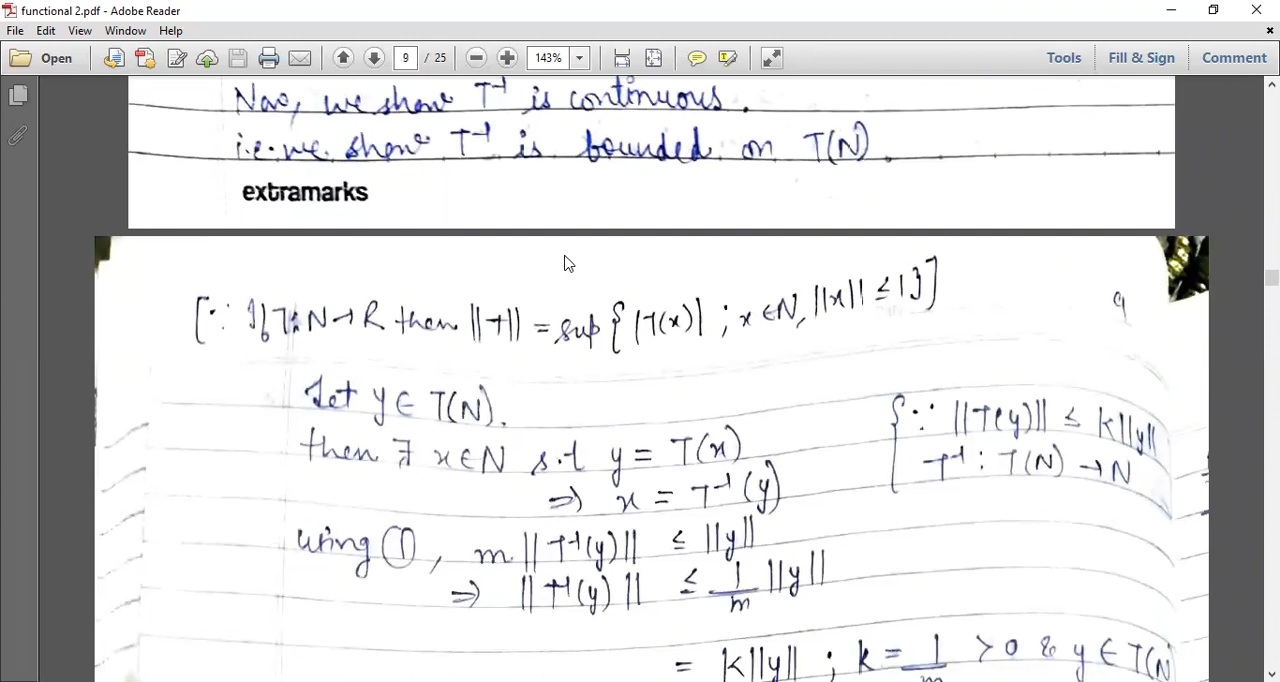 functional 2.pdf - Adobe Reader
File Edit View Window Help
Open 9 / 25 143% Tools Fill & Sign Comment
Now, we show T⁻¹ is continuous.
i.e. we show T⁻¹ is bounded on T(N).
extramarks
9
[∵ If T: N → R then ||T|| = sup { |T(x)| ; x ∈ N, ||x|| ≤ 1}]
Let y ∈ T(N).
then ∃ x ∈ N s.t y = T(x)
⇒ x = T⁻¹(y)
{∵ ||T(y)|| ≤ k||y||
T⁻¹ : T(N) → N
using ①, m || T⁻¹(y)|| ≤ ||y||
⇒ || T⁻¹(y) || ≤ 1/m ||y||
= k||y|| ; k = 1/m > 0 & y ∈ T(N